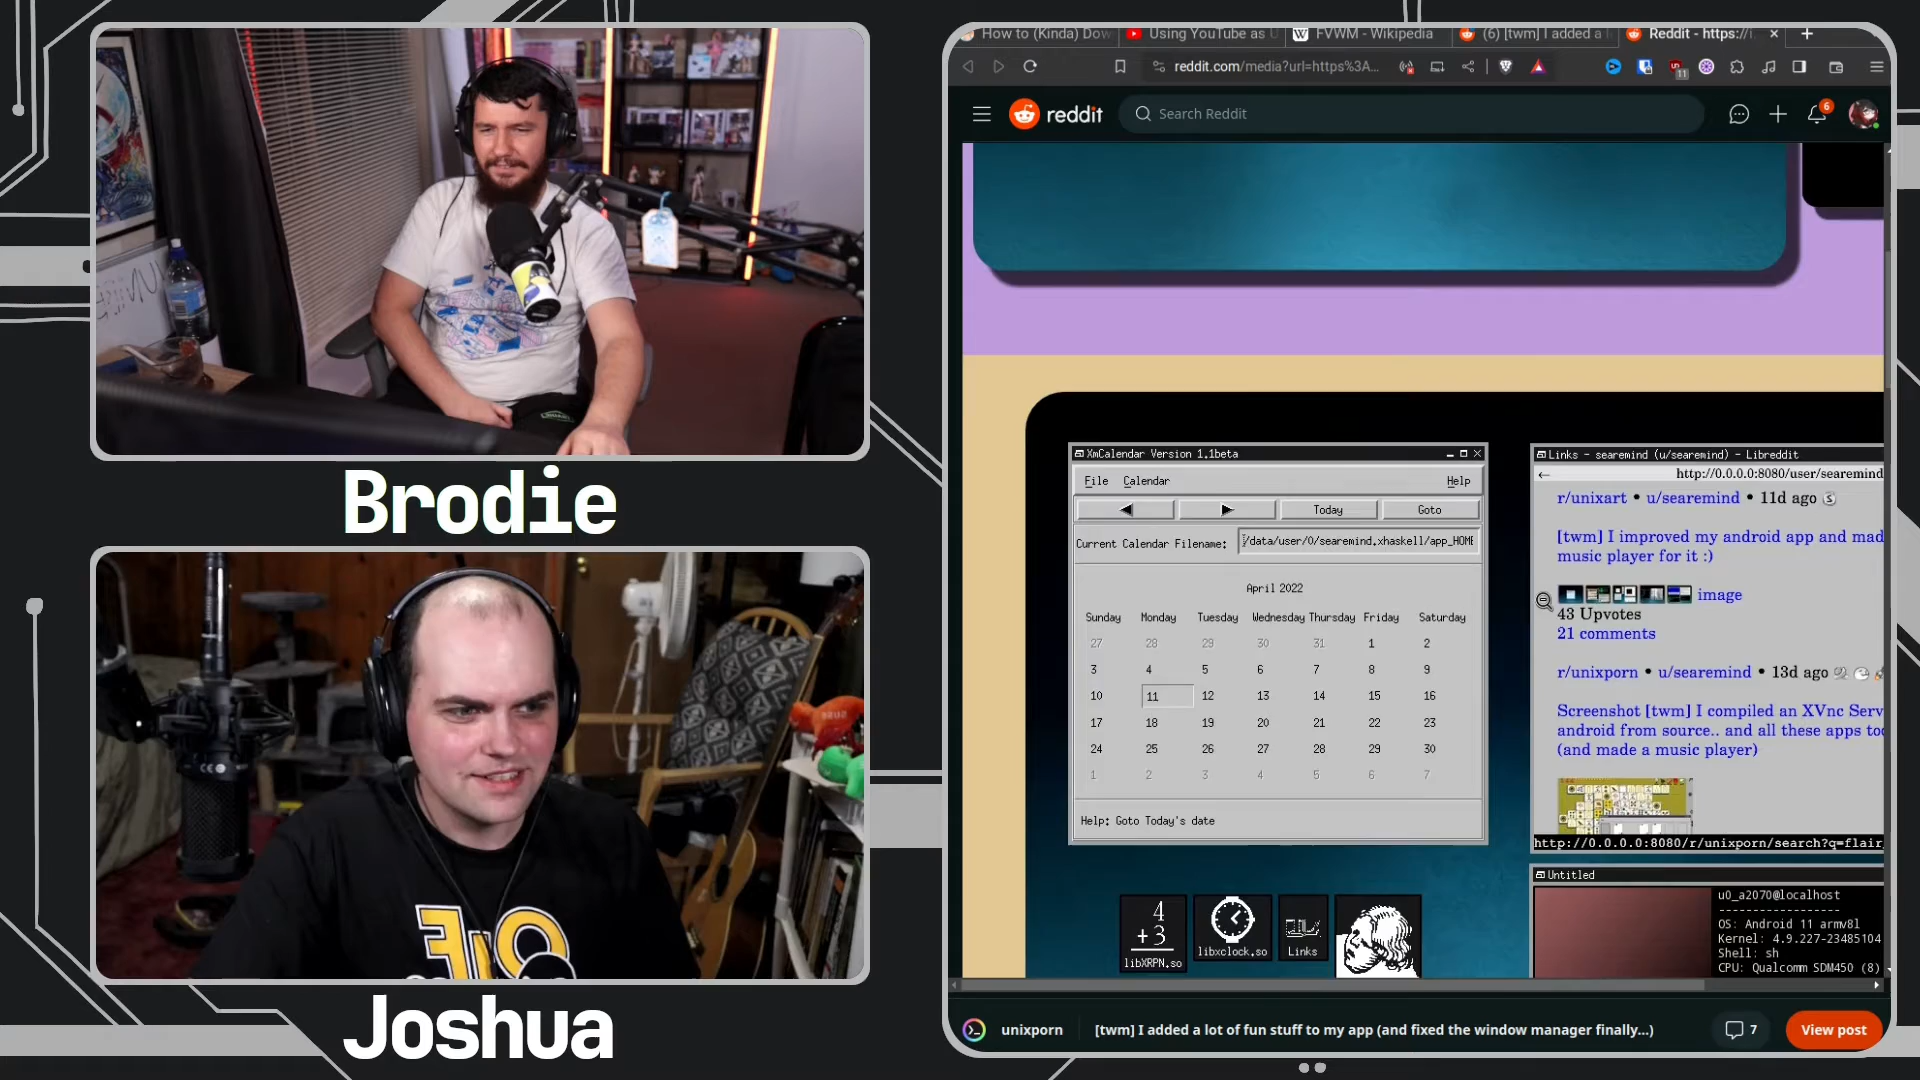 Brodie
Joshua
How to (Kinda) Dow
Using YouTube as U
FVWM - Wikipedia
(6) [twm] I added a l
Reddit - https://i.
reddit.com/media?url=https%3A...
11
reddit
Search Reddit
6
XmCalendar Version 1.1beta
File Calendar Help
Today Goto
Current Calendar Filename: /data/user/0/searemind.xhaskell/app_HOME
April 2022
Sunday Monday Tuesday Wednesday Thursday Friday Saturday
27 28 29 30 31 1 2
3 4 5 6 7 8 9
10 11 12 13 14 15 16
17 18 19 20 21 22 23
24 25 26 27 28 29 30
1 2 3 4 5 6 7
Help: Goto Today's date
4
+3
libXRPN.so
libxclock.so
Links
Links - searemind (u/searemind) - Libreddit
http://0.0.0.0:8080/user/searemind
r/unixart • u/searemind • 11d ago
[twm] I improved my android app and mad
music player for it :)
image
43 Upvotes
21 comments
r/unixporn • u/searemind • 13d ago
Screenshot [twm] I compiled an XVnc Serv
android from source.. and all these apps too
(and made a music player)
http://0.0.0.0:8080/r/unixporn/search?q=flair
Untitled
u0_a2070@localhost
------------------
OS: Android 11 armv8l
Kernel: 4.9.227-23485104
Shell: sh
CPU: Qualcomm SDM450 (8)
unixporn
[twm] I added a lot of fun stuff to my app (and fixed the window manager finally...)
7
View post